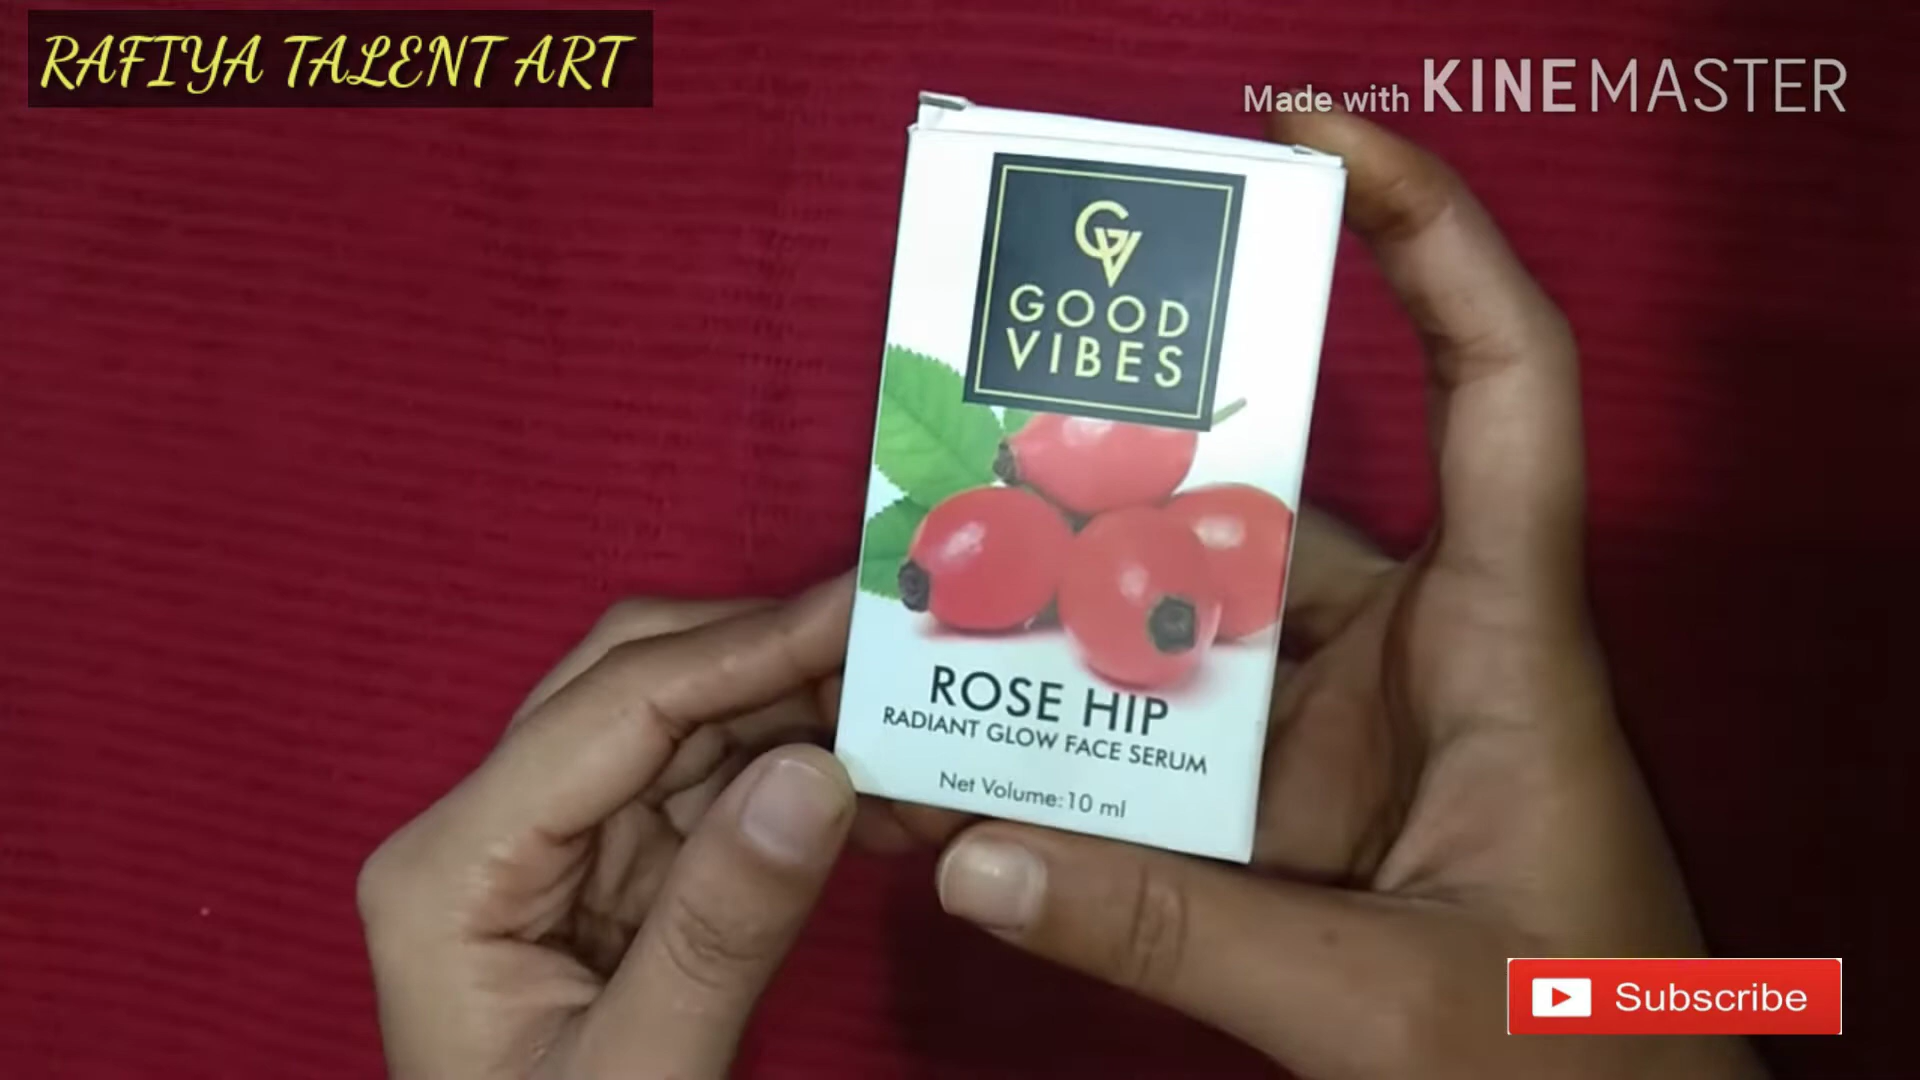 RAFIYA TALENT ART
Made with KINEMASTER
GV
GOOD
VIBES
ROSE HIP
RADIANT GLOW FACE SERUM
Net Volume:10 ml
Subscribe